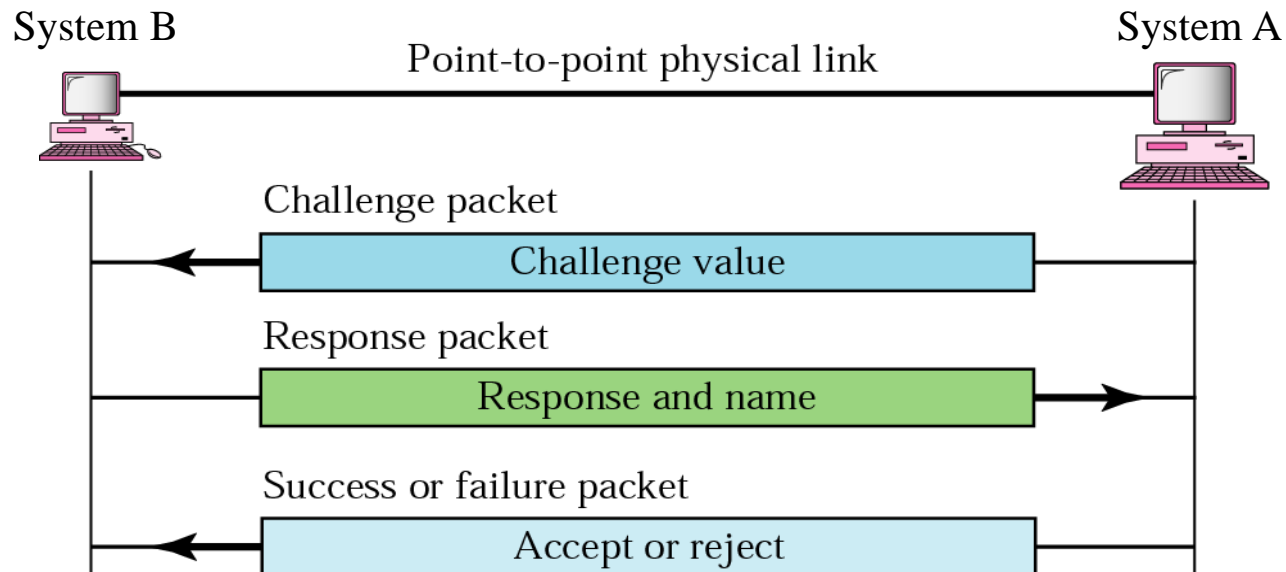 System B
System A
Point-to-point physical link
Challenge packet
Challenge value
Response packet
Response and name
Success or failure packet
Accept or reject